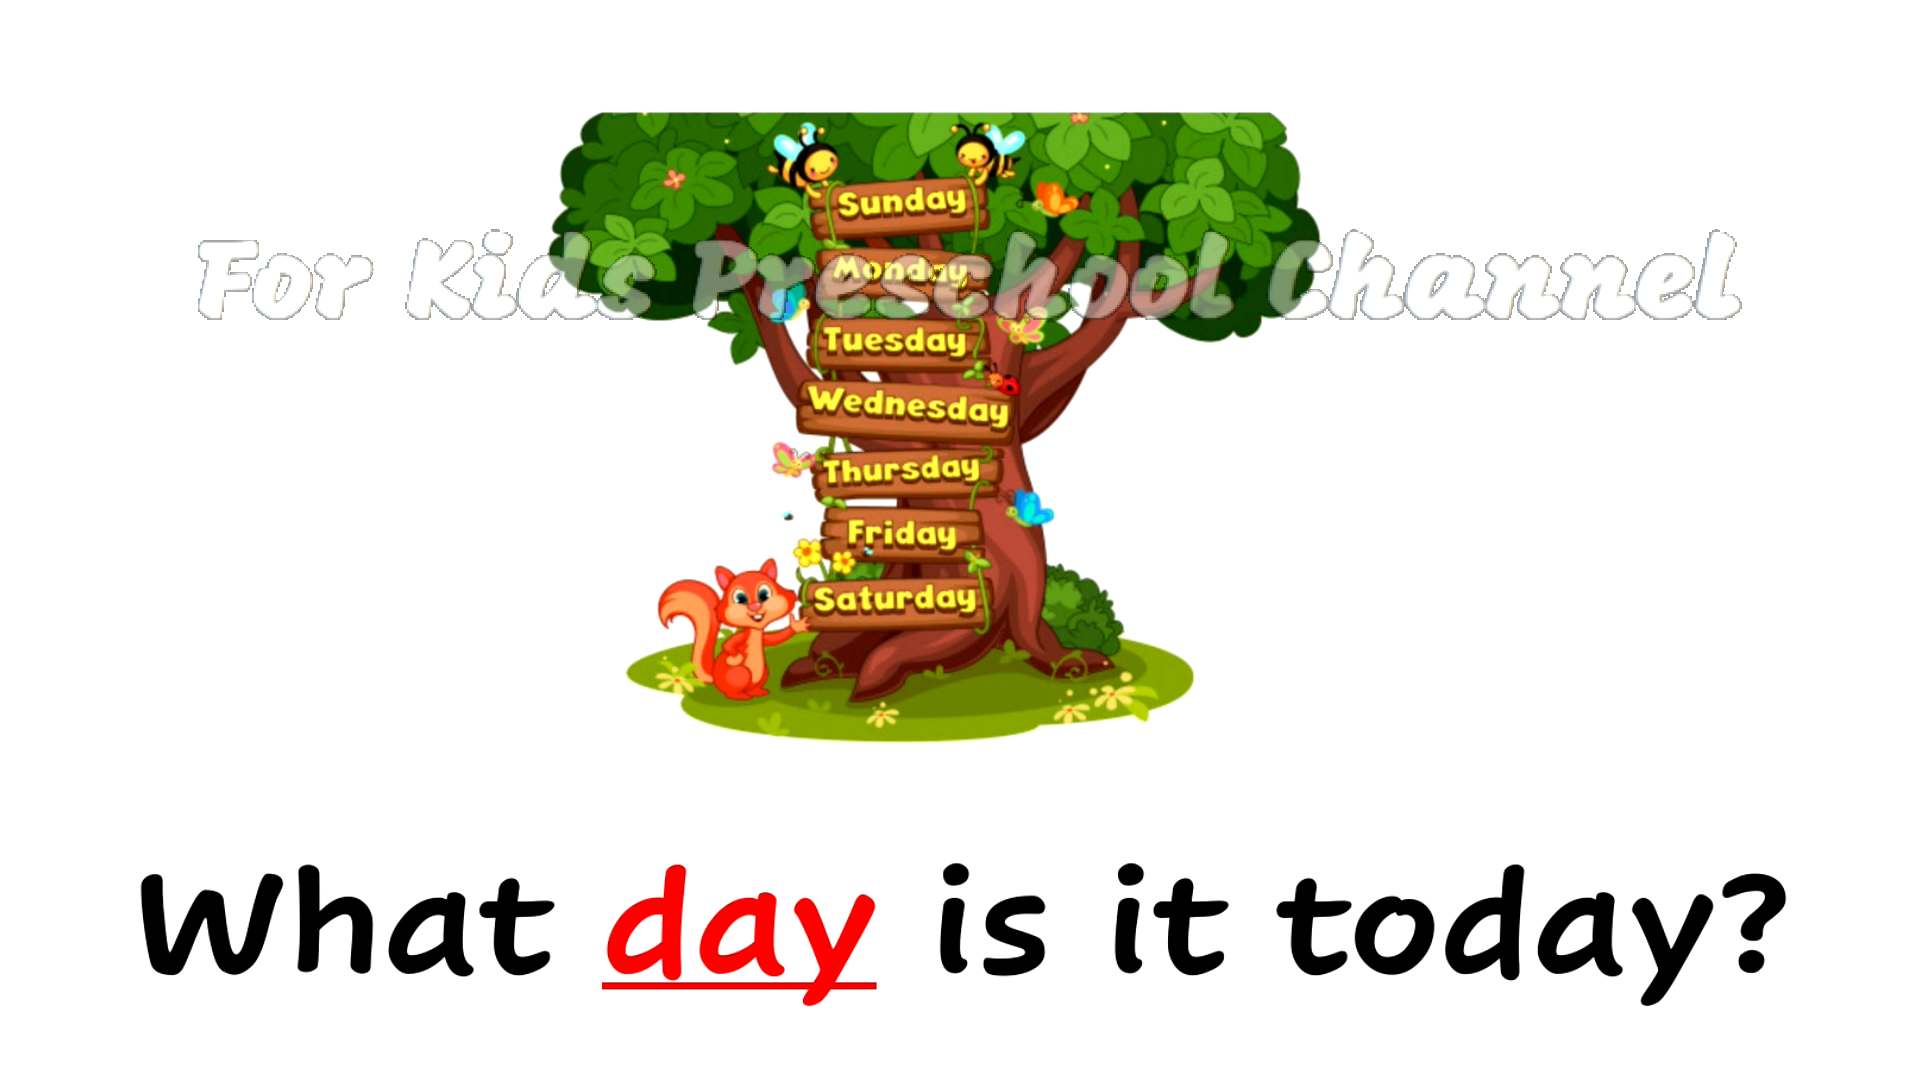 Sunday
For Kids Preschool Channel
Monday
Tuesday
Wednesday
Thursday
Friday
Saturday
What day is it today?